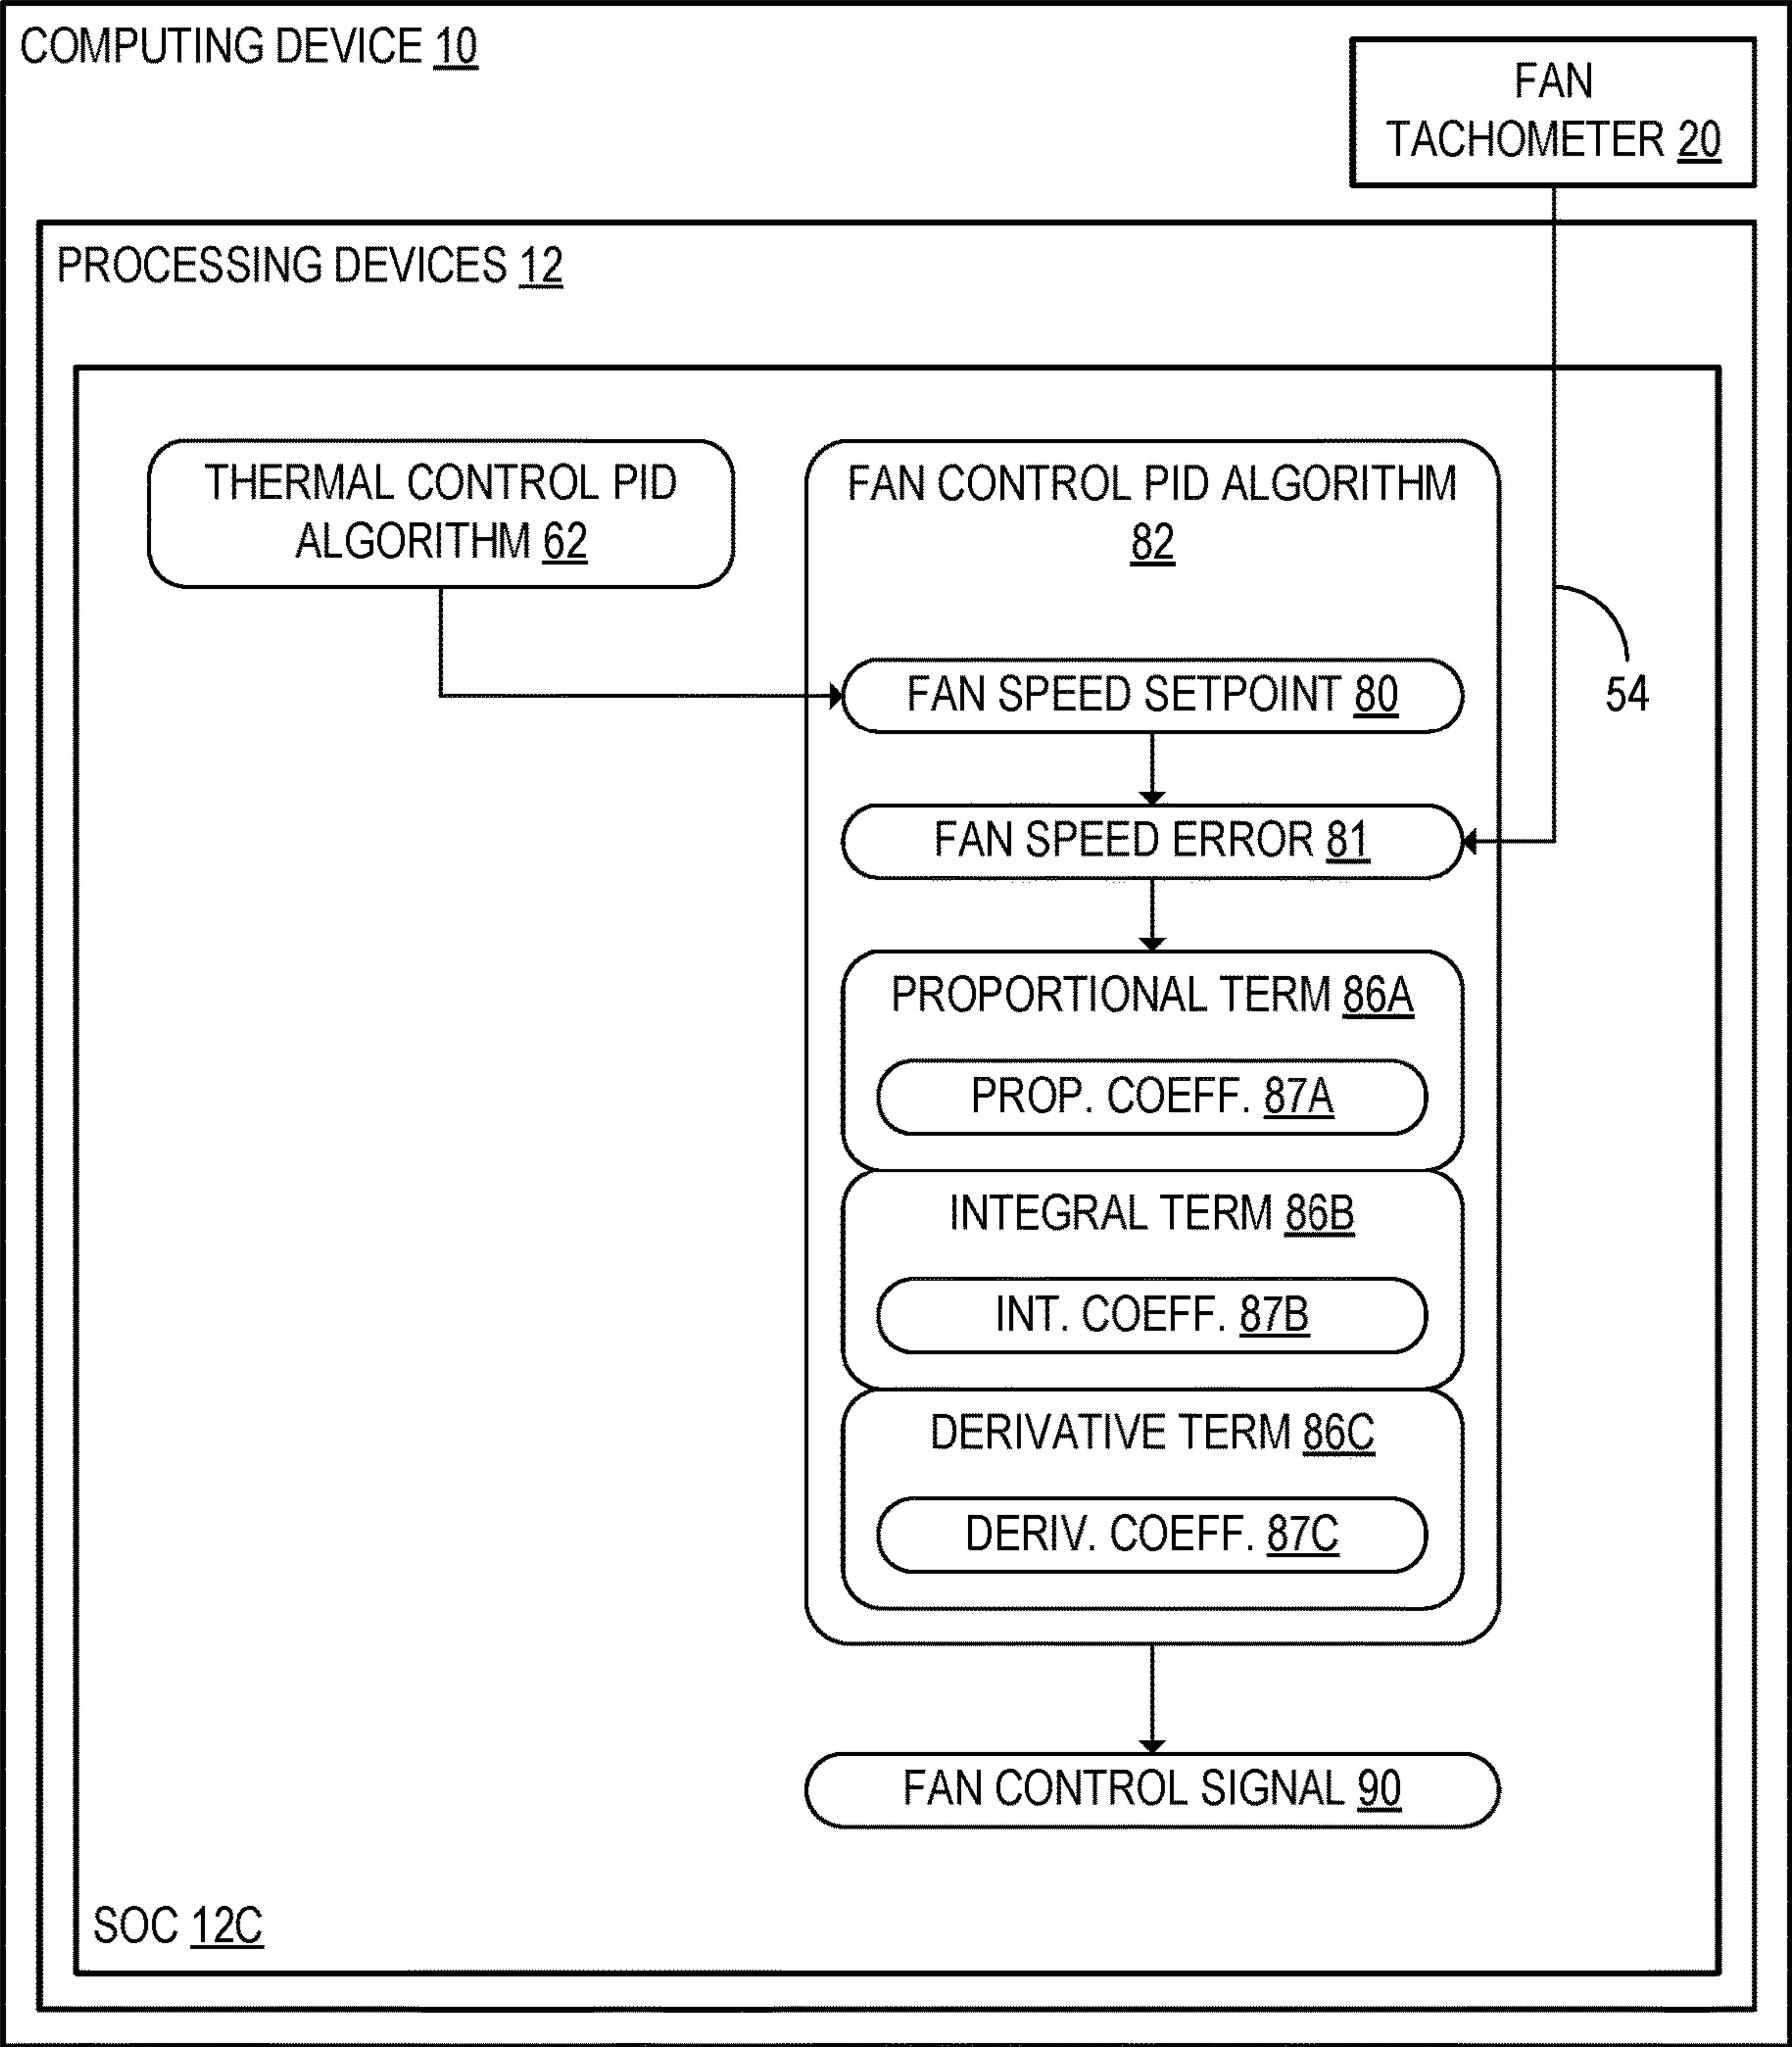 COMPUTING DEVICE 10
FAN
TACHOMETER 20
PROCESSING DEVICES 12
THERMAL CONTROL PID
ALGORITHM 62
FAN CONTROL PID ALGORITHM
82
FAN SPEED SETPOINT 80
54
FAN SPEED ERROR 81
PROPORTIONAL TERM 86A
PROP. COEFF. 87A
INTEGRAL TERM 86B
INT. COEFF. 87B
DERIVATIVE TERM 86C
DERIV. COEFF. 87C
FAN CONTROL SIGNAL 90
SOC 12C